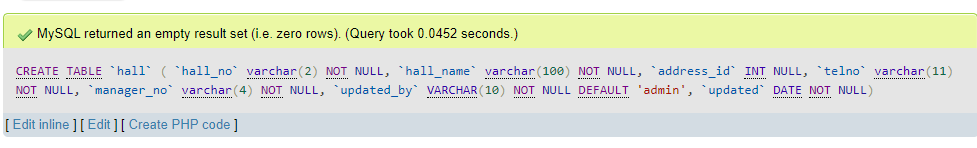 MySQL returned an empty result set (i.e. zero rows). (Query took 0.0452 seconds.)
CREATE TABLE `hall` ( `hall_no` varchar(2) NOT NULL, `hall_name` varchar(100) NOT NULL, `address_id` INT NULL, `telno` varchar(11)
NOT NULL, `manager_no` varchar(4) NOT NULL, `updated_by` VARCHAR(10) NOT NULL DEFAULT 'admin', `updated` DATE NOT NULL)
[ Edit inline ] [ Edit ] [ Create PHP code ]